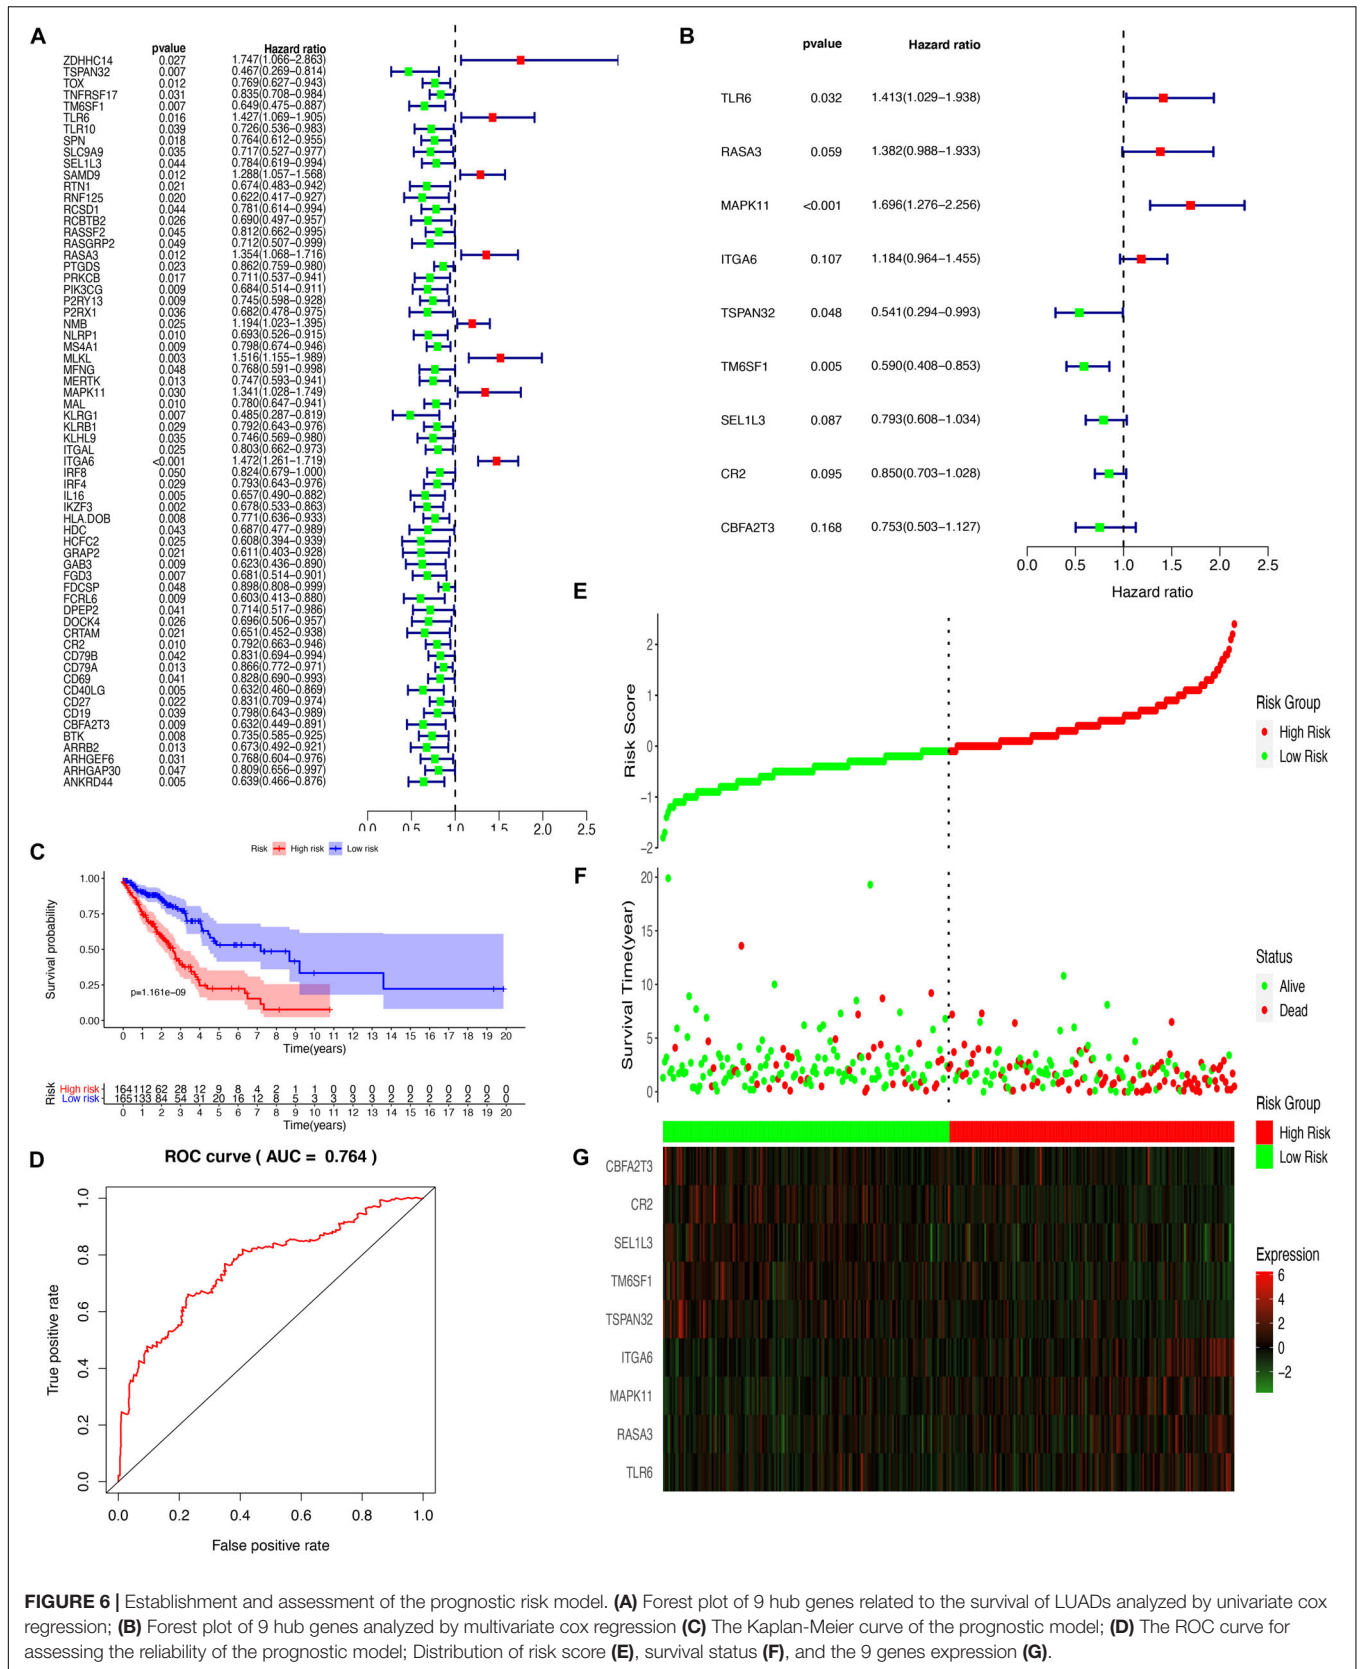 A
pvalue Hazard ratio
ZDHHC14 0.027 1.747(1.066−2.863)
TSPAN32 0.007 0.467(0.269−0.814)
TOX 0.012 0.769(0.627−0.943)
TNFRSF17 0.031 0.835(0.708−0.984)
TM6SF1 0.007 0.649(0.475−0.887)
TLR6 0.016 1.427(1.069−1.905)
TLR10 0.039 0.726(0.536−0.983)
SPN 0.018 0.764(0.612−0.955)
SLC9A9 0.035 0.717(0.527−0.977)
SEL1L3 0.044 0.784(0.619−0.994)
SAMD9 0.012 1.288(1.057−1.568)
RTN1 0.021 0.674(0.483−0.942)
RNF125 0.020 0.622(0.417−0.927)
RCSD1 0.044 0.781(0.614−0.994)
RCBTB2 0.026 0.690(0.497−0.957)
RASSF2 0.045 0.812(0.662−0.995)
RASGRP2 0.049 0.712(0.507−0.999)
RASA3 0.012 1.354(1.068−1.716)
PTGDS 0.023 0.862(0.759−0.980)
PRKCB 0.017 0.711(0.537−0.941)
PIK3CG 0.009 0.684(0.514−0.911)
P2RY13 0.009 0.745(0.598−0.928)
P2RX1 0.036 0.682(0.478−0.975)
NMB 0.025 1.194(1.023−1.395)
NLRP1 0.010 0.693(0.526−0.915)
MS4A1 0.009 0.798(0.674−0.946)
MLKL 0.003 1.516(1.155−1.989)
MFNG 0.048 0.768(0.591−0.998)
MERTK 0.013 0.747(0.593−0.941)
MAPK11 0.030 1.341(1.028−1.749)
MAL 0.010 0.780(0.647−0.941)
KLRG1 0.007 0.485(0.287−0.819)
KLRB1 0.029 0.792(0.643−0.976)
KLHL9 0.035 0.746(0.569−0.980)
ITGAL 0.025 0.803(0.662−0.973)
ITGA6 <0.001 1.472(1.261−1.719)
IRF8 0.050 0.824(0.679−1.000)
IRF4 0.029 0.793(0.643−0.976)
IL16 0.005 0.657(0.490−0.882)
IKZF3 0.002 0.678(0.533−0.863)
HLA.DOB 0.008 0.771(0.636−0.933)
HDC 0.043 0.687(0.477−0.989)
HCFC2 0.025 0.608(0.394−0.939)
GRAP2 0.021 0.611(0.403−0.928)
GAB3 0.009 0.623(0.436−0.890)
FGD3 0.007 0.681(0.514−0.901)
FDCSP 0.048 0.898(0.808−0.999)
FCRL6 0.009 0.603(0.413−0.880)
DPEP2 0.041 0.714(0.517−0.986)
DOCK4 0.026 0.696(0.506−0.957)
CRTAM 0.021 0.651(0.452−0.938)
CR2 0.010 0.792(0.663−0.946)
CD79B 0.042 0.831(0.694−0.994)
CD79A 0.013 0.866(0.772−0.971)
CD69 0.041 0.828(0.690−0.993)
CD40LG 0.005 0.632(0.460−0.869)
CD27 0.022 0.831(0.709−0.974)
CD19 0.039 0.798(0.643−0.989)
CBFA2T3 0.009 0.632(0.449−0.891)
BTK 0.008 0.735(0.585−0.925)
ARRB2 0.013 0.673(0.492−0.921)
ARHGEF6 0.031 0.768(0.604−0.976)
ARHGAP30 0.047 0.809(0.656−0.997)
ANKRD44 0.005 0.639(0.466−0.876)
0.0 0.5 1.0 1.5 2.0 2.5
B
pvalue Hazard ratio
TLR6 0.032 1.413(1.029−1.938)
RASA3 0.059 1.382(0.988−1.933)
MAPK11 <0.001 1.696(1.276−2.256)
ITGA6 0.107 1.184(0.964−1.455)
TSPAN32 0.048 0.541(0.294−0.993)
TM6SF1 0.005 0.590(0.408−0.853)
SEL1L3 0.087 0.793(0.608−1.034)
CR2 0.095 0.850(0.703−1.028)
CBFA2T3 0.168 0.753(0.503−1.127)
0.0 0.5 1.0 1.5 2.0 2.5
Hazard ratio
C
Risk High risk Low risk
Survival probability
1.00
0.75
0.50
0.25
0.00
p=1.161e−09
0 1 2 3 4 5 6 7 8 9 10 11 12 13 14 15 16 17 18 19 20
Time(years)
Risk
High risk 164 112 62 28 12 9 8 4 2 1 1 0 0 0 0 0 0 0 0 0 0
Low risk 165 133 84 54 31 20 16 12 8 5 3 3 3 3 2 2 2 2 2 2 0
0 1 2 3 4 5 6 7 8 9 10 11 12 13 14 15 16 17 18 19 20
Time(years)
D
ROC curve ( AUC = 0.764 )
True positive rate
1.0
0.8
0.6
0.4
0.2
0.0
0.0 0.2 0.4 0.6 0.8 1.0
False positive rate
E
Risk Score
2
1
0
−1
−2
Risk Group
High Risk
Low Risk
F
Survival Time(year)
20
15
10
5
0
Status
Alive
Dead
G
Risk Group
High Risk
Low Risk
CBFA2T3
CR2
SEL1L3
TM6SF1
TSPAN32
ITGA6
MAPK11
RASA3
TLR6
Expression
6
4
2
0
−2
FIGURE 6 | Establishment and assessment of the prognostic risk model. (A) Forest plot of 9 hub genes related to the survival of LUADs analyzed by univariate cox
regression; (B) Forest plot of 9 hub genes analyzed by multivariate cox regression (C) The Kaplan-Meier curve of the prognostic model; (D) The ROC curve for
assessing the reliability of the prognostic model; Distribution of risk score (E), survival status (F), and the 9 genes expression (G).